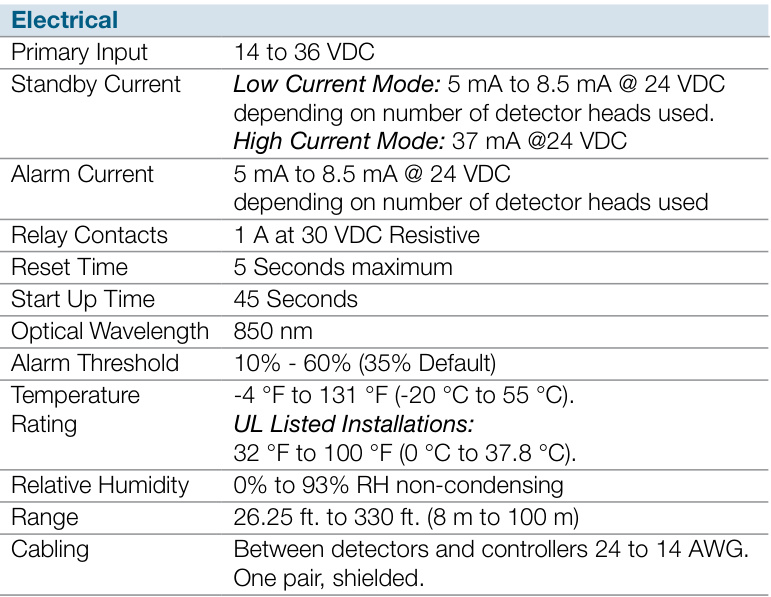 Electrical
Primary Input 14 to 36 VDC
Standby Current Low Current Mode: 5 mA to 8.5 mA @ 24 VDC
depending on number of detector heads used.
High Current Mode: 37 mA @24 VDC
Alarm Current 5 mA to 8.5 mA @ 24 VDC
depending on number of detector heads used
Relay Contacts 1 A at 30 VDC Resistive
Reset Time 5 Seconds maximum
Start Up Time 45 Seconds
Optical Wavelength 850 nm
Alarm Threshold 10% - 60% (35% Default)
Temperature -4 °F to 131 °F (-20 °C to 55 °C).
Rating UL Listed Installations:
32 °F to 100 °F (0 °C to 37.8 °C).
Relative Humidity 0% to 93% RH non-condensing
Range 26.25 ft. to 330 ft. (8 m to 100 m)
Cabling Between detectors and controllers 24 to 14 AWG.
One pair, shielded.